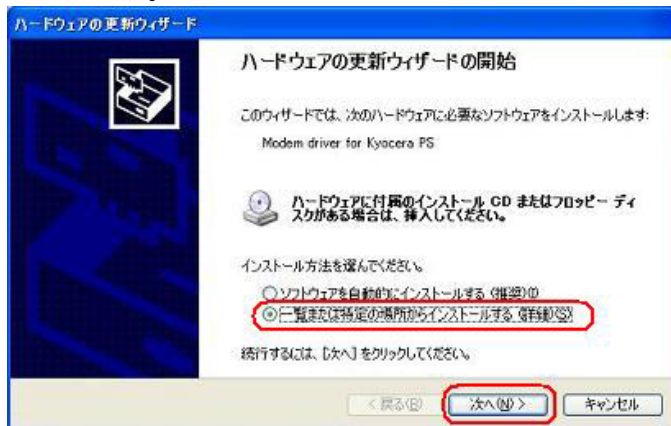 ハードウェアの更新ウィザード
ハードウェアの更新ウィザードの開始
このウィザードでは、次のハードウェアに必要なソフトウェアをインストールします:
Modem driver for Kyocera PS
ハードウェアに付属のインストール CD またはフロッピー ディ
スクがある場合は、挿入してください。
インストール方法を選んでください。
ソフトウェアを自動的にインストールする (推奨)(I)
一覧または特定の場所からインストールする (詳細)(S)
続行するには、[次へ] をクリックしてください。
< 戻る(B) 次へ(N) > キャンセル